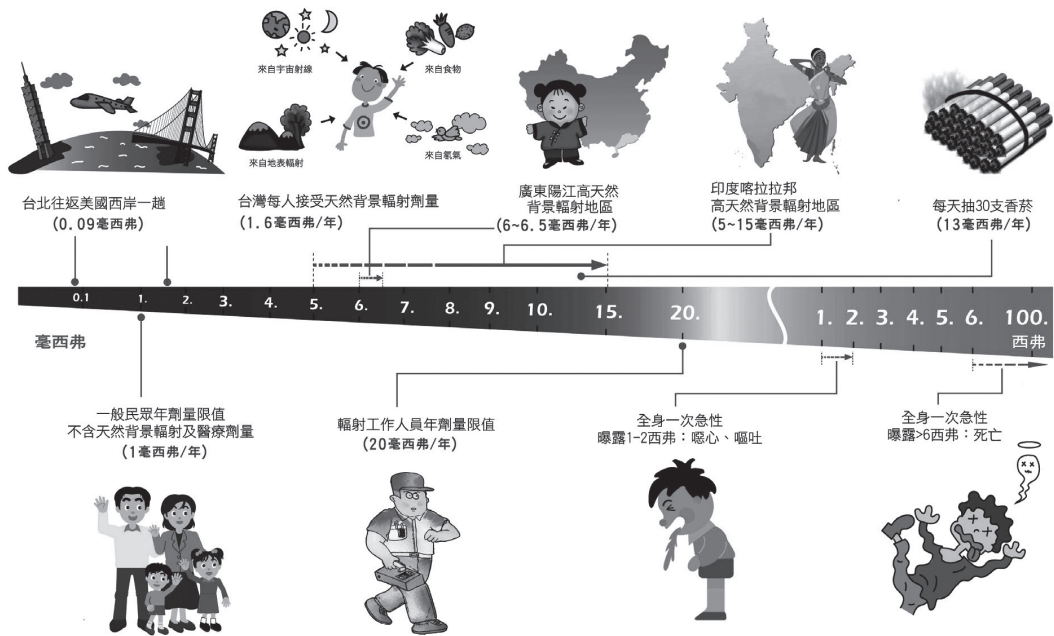 來自宇宙射線
來自食物
來自地表輻射
來自氡氣
台北往返美國西岸一趟
(0.09毫西弗)
台灣每人接受天然背景輻射劑量
(1.6毫西弗/年)
廣東陽江高天然
背景輻射地區
(6~6.5毫西弗/年)
印度喀拉拉邦
高天然背景輻射地區
(5~15毫西弗/年)
每天抽30支香菸
(13毫西弗/年)
0.1 1. 2. 3. 4. 5. 6. 7. 8. 9. 10. 15. 20. 1. 2. 3. 4. 5. 6. 100.
毫西弗
西弗
一般民眾年劑量限值
不含天然背景輻射及醫療劑量
(1毫西弗/年)
輻射工作人員年劑量限值
(20毫西弗/年)
全身一次急性
曝露1-2西弗：噁心、嘔吐
全身一次急性
曝露>6西弗：死亡